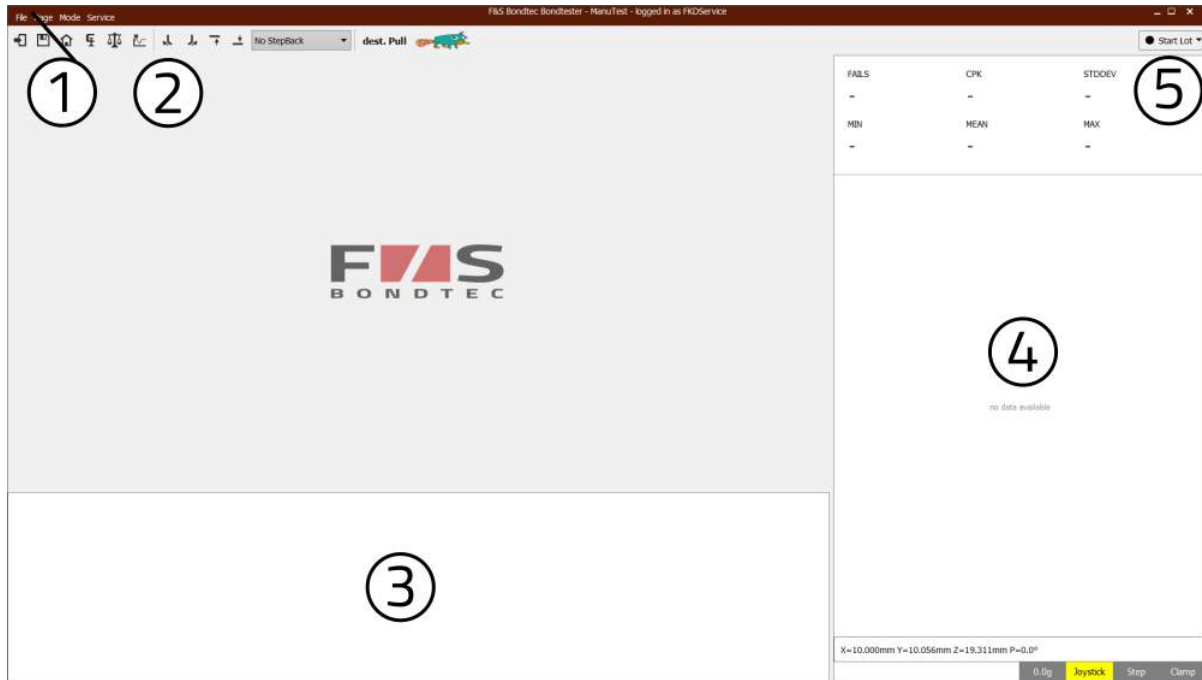 F&S Bondtec Bondtester - ManuTest - logged in as FKDService
File Page Mode Service
No StepBack dest. Pull Start Lot
1 2 5
FAILS CPK STDDEV
- - -
MIN MEAN MAX
- - -
F S
BONDTEC
4
no data available
3
X=10.000mm Y=10.056mm Z=19.311mm P=0.0°
0.0g Joystick Step Clamp